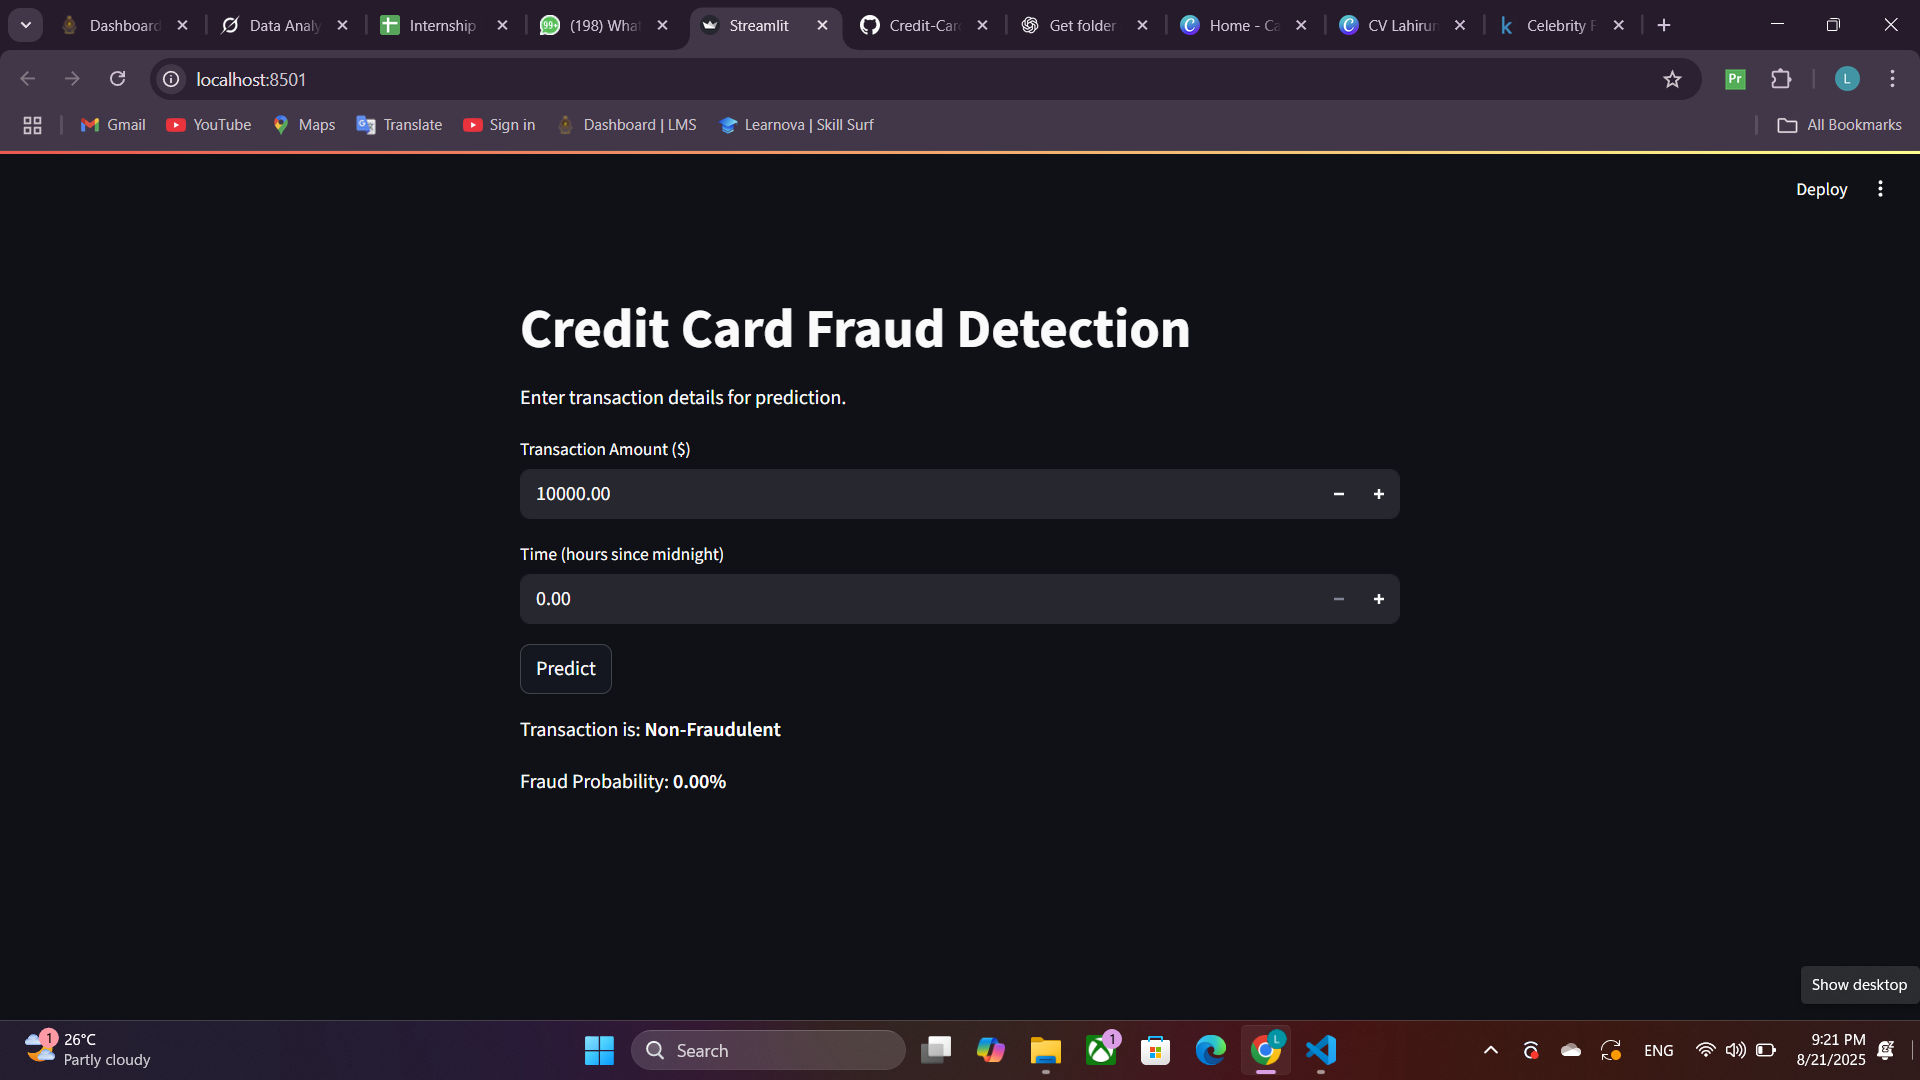 Dashboard
Data Analy
Internship
99+
(198) What
Streamlit
Credit-Car
Get folder
Home - Ca
CV Lahirun
Celebrity F
localhost:8501
Pr
L
Gmail
YouTube
Maps
Translate
Sign in
Dashboard | LMS
Learnova | Skill Surf
All Bookmarks
Deploy
Credit Card Fraud Detection
Enter transaction details for prediction.
Transaction Amount ($)
10000.00
Time (hours since midnight)
0.00
Predict
Transaction is: Non-Fraudulent
Fraud Probability: 0.00%
Show desktop
1
26°C
Partly cloudy
Search
1
L
ENG
9:21 PM
8/21/2025